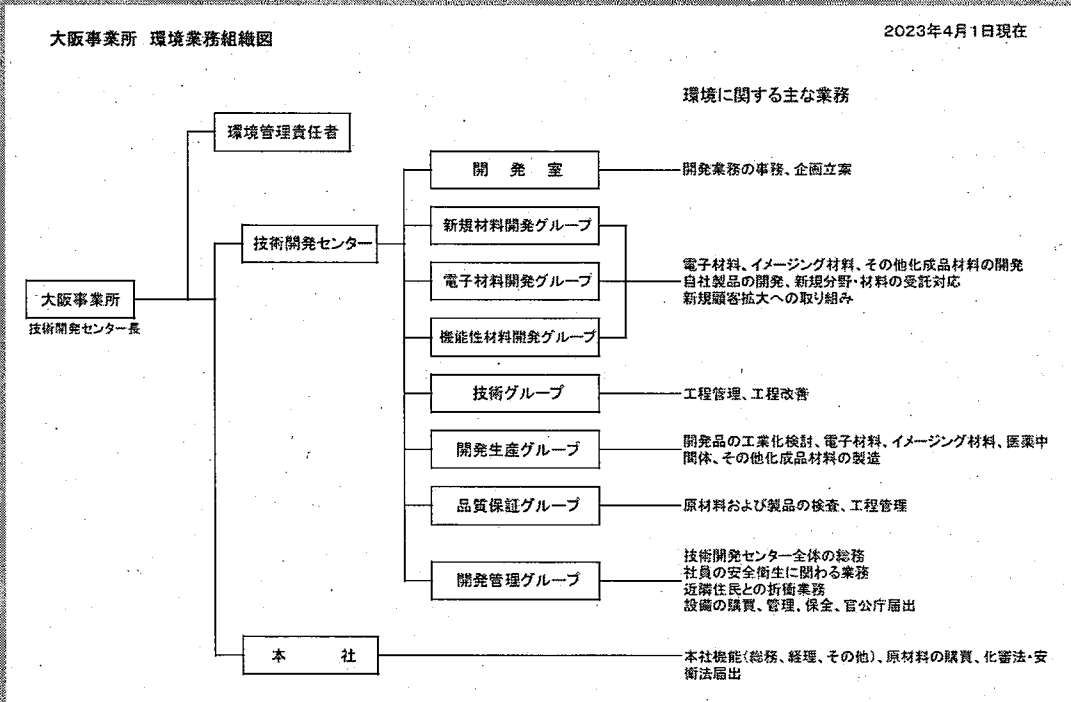 大阪事業所 環境業務組織図
2023年4月1日現在
環境に関する主な業務
環境管理責任者
開発室
開発業務の事務、企画立案
新規材料開発グループ
技術開発センター
電子材料開発グループ
電子材料、イメージング材料、その他化成品材料の開発
自社製品の開発、新規分野・材料の受託対応
新規顧客拡大への取り組み
大阪事業所
技術開発センター長
機能性材料開発グループ
技術グループ
工程管理、工程改善
開発生産グループ
開発品の工業化検討、電子材料、イメージング材料、医薬中
間体、その他化成品材料の製造
品質保証グループ
原材料および製品の検査、工程管理
開発管理グループ
技術開発センター全体の総務
社員の安全衛生に関わる業務
近隣住民との折衝業務
設備の購買、管理、保全、官公庁届出
本社
本社機能(総務、経理、その他)、原材料の購買、化審法・安
衛法届出